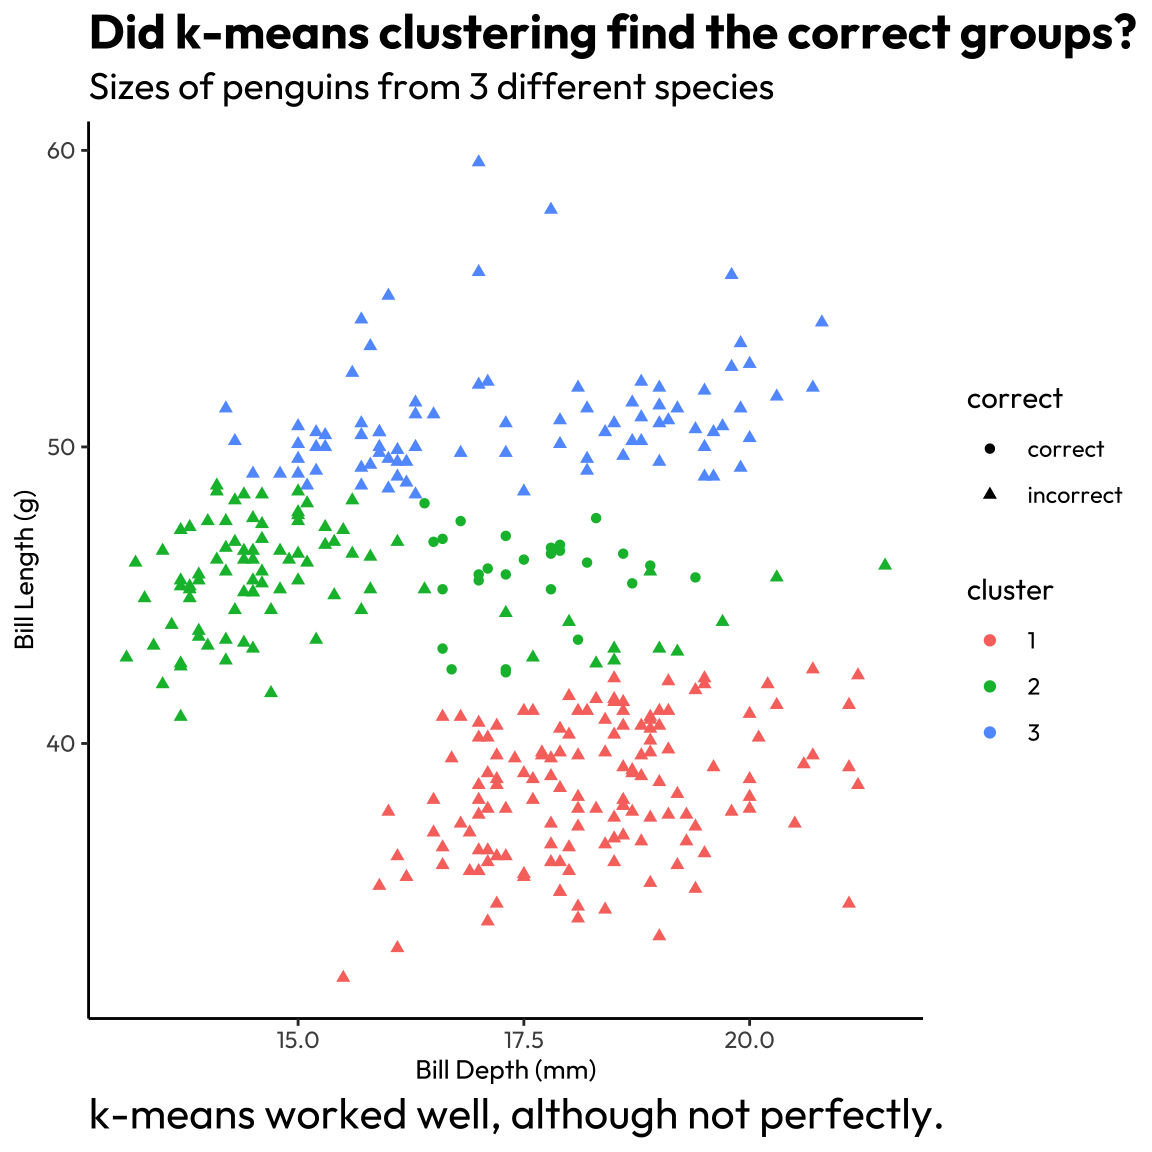 Did k-means clustering find the correct groups?
Sizes of penguins from 3 different species
60
50
40
Bill Length (g)
15.0
17.5
20.0
Bill Depth (mm)
correct
correct
incorrect
cluster
1
2
3
k-means worked well, although not perfectly.